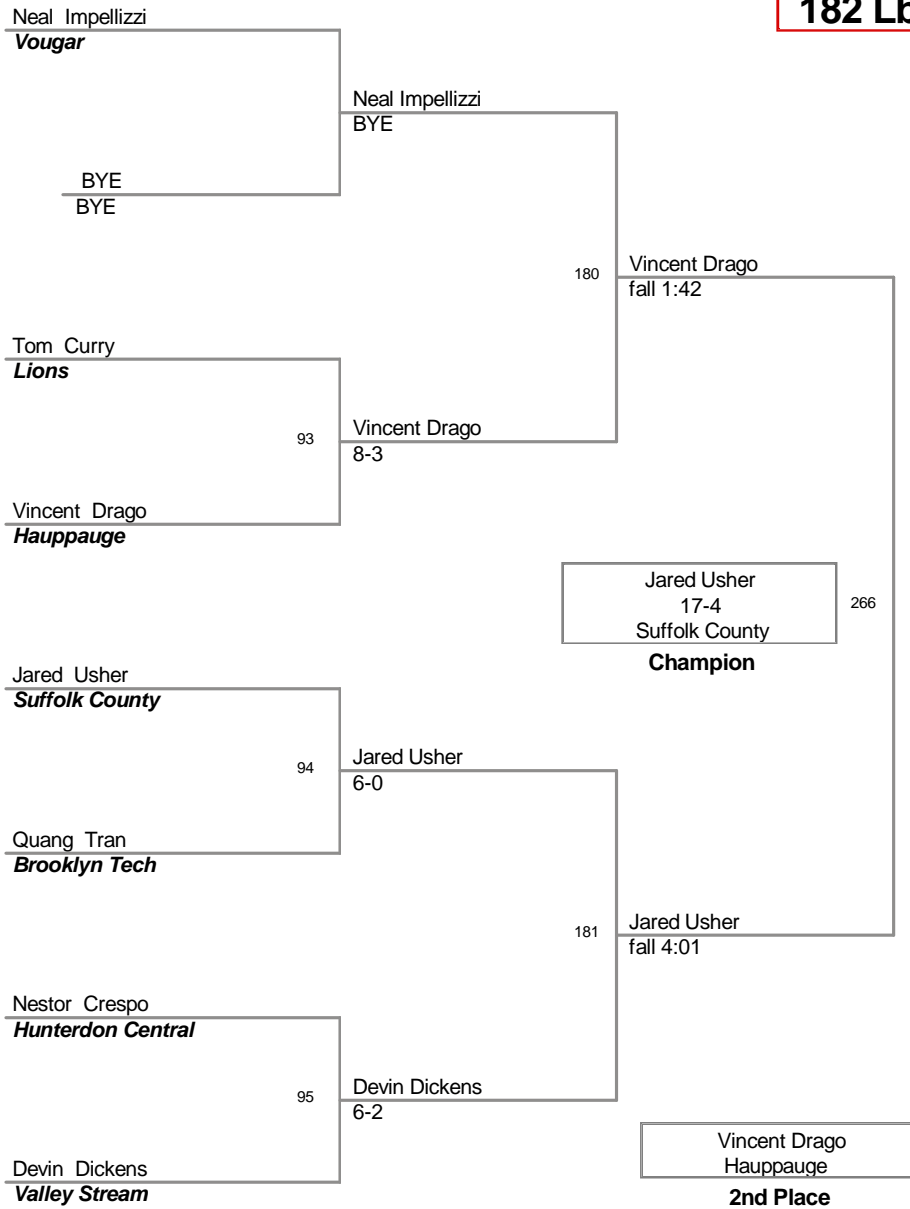 182 Lb
Neal Impellizzi
Vougar
Neal Impellizzi
BYE
BYE
BYE
180
Vincent Drago
fall 1:42
Tom Curry
Lions
93
Vincent Drago
8-3
Vincent Drago
Hauppauge
Jared Usher
17-4
Suffolk County
266
Champion
Jared Usher
Suffolk County
94
Jared Usher
6-0
Quang Tran
Brooklyn Tech
181
Jared Usher
fall 4:01
Nestor Crespo
Hunterdon Central
95
Devin Dickens
6-2
Vincent Drago
Hauppauge
2nd Place
Devin Dickens
Valley Stream